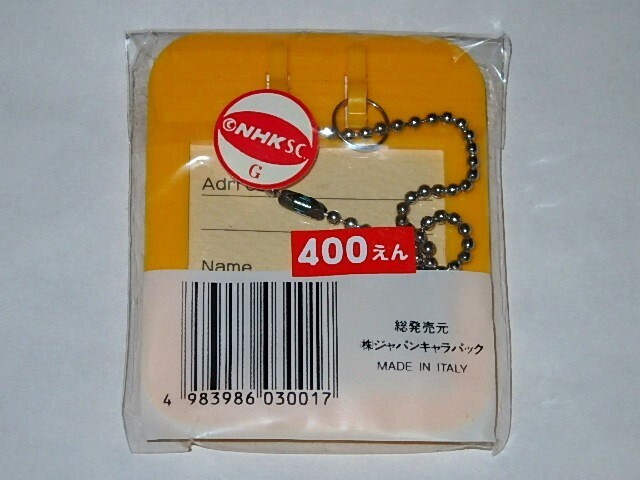 ©NHKSC.
G
Name
400えん
総発売元
㈱ジャパンキャラパック
MADE IN ITALY
4 983986 030017